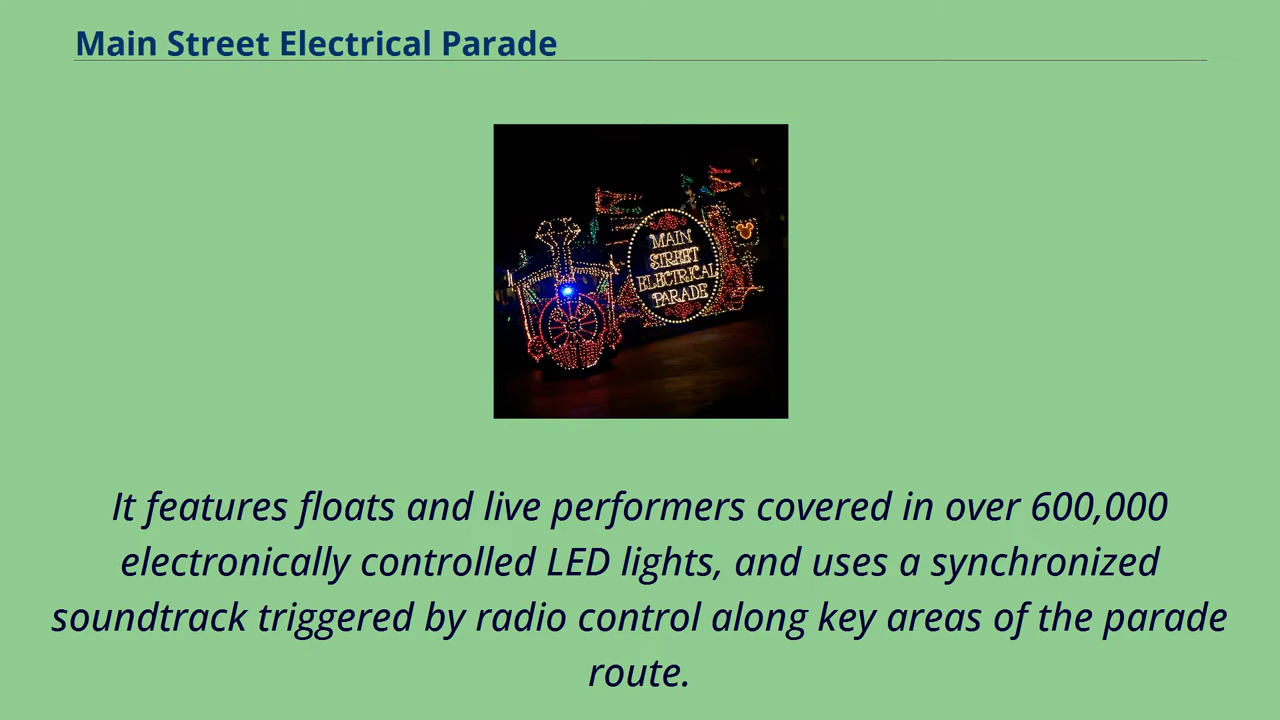 Main Street Electrical Parade
MAIN
STREET
ELECTRICAL
PARADE
It features floats and live performers covered in over 600,000
electronically controlled LED lights, and uses a synchronized
soundtrack triggered by radio control along key areas of the parade
route.